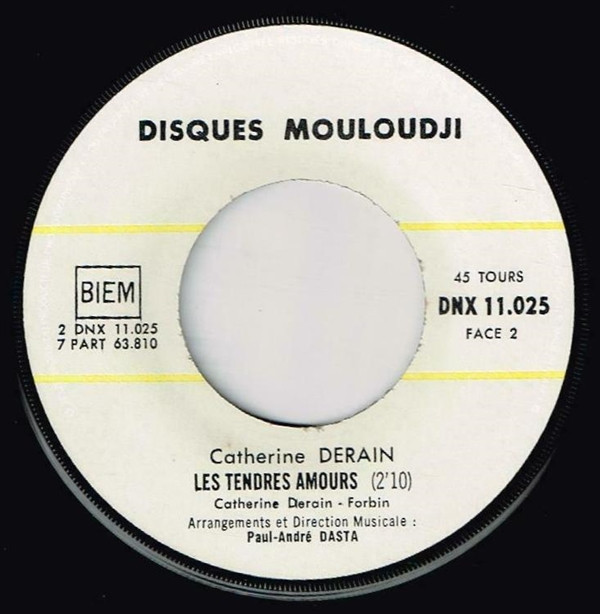 DISQUES MOULOUDJI
BIEM
2 DNX 11.025
7 PART 63.810
45 TOURS
DNX 11.025
FACE 2
Catherine DERAIN
LES TENDRES AMOURS (2'10)
Catherine Derain - Forbin
Arrangements et Direction Musicale :
Paul-André DASTA